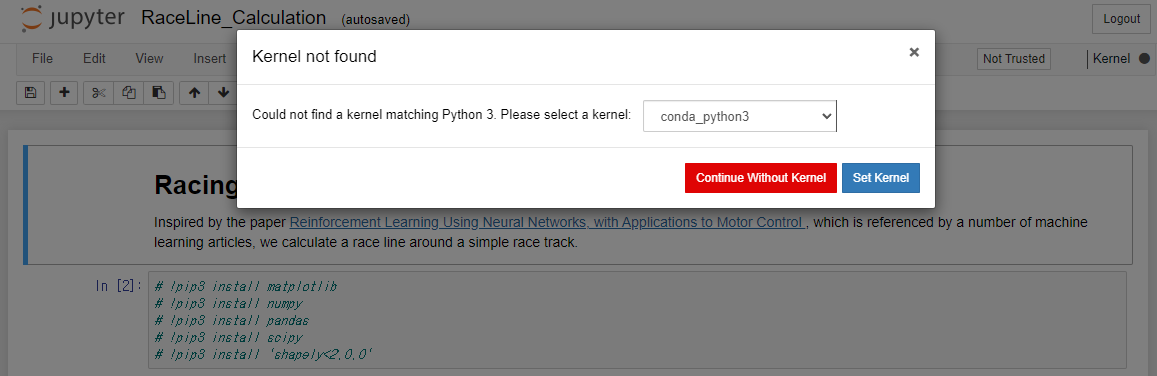 jupyter RaceLine_Calculation (autosaved)
Logout
File Edit View Insert
Not Trusted
Kernel
Kernel not found
×
Could not find a kernel matching Python 3. Please select a kernel: conda_python3
Continue Without Kernel
Set Kernel
Racing
Inspired by the paper Reinforcement Learning Using Neural Networks, with Applications to Motor Control , which is referenced by a number of machine
learning articles, we calculate a race line around a simple race track.
In [2]:
# !pip3 install matplotlib
# !pip3 install numpy
# !pip3 install pandas
# !pip3 install scipy
# !pip3 install 'shapely<2.0.0'